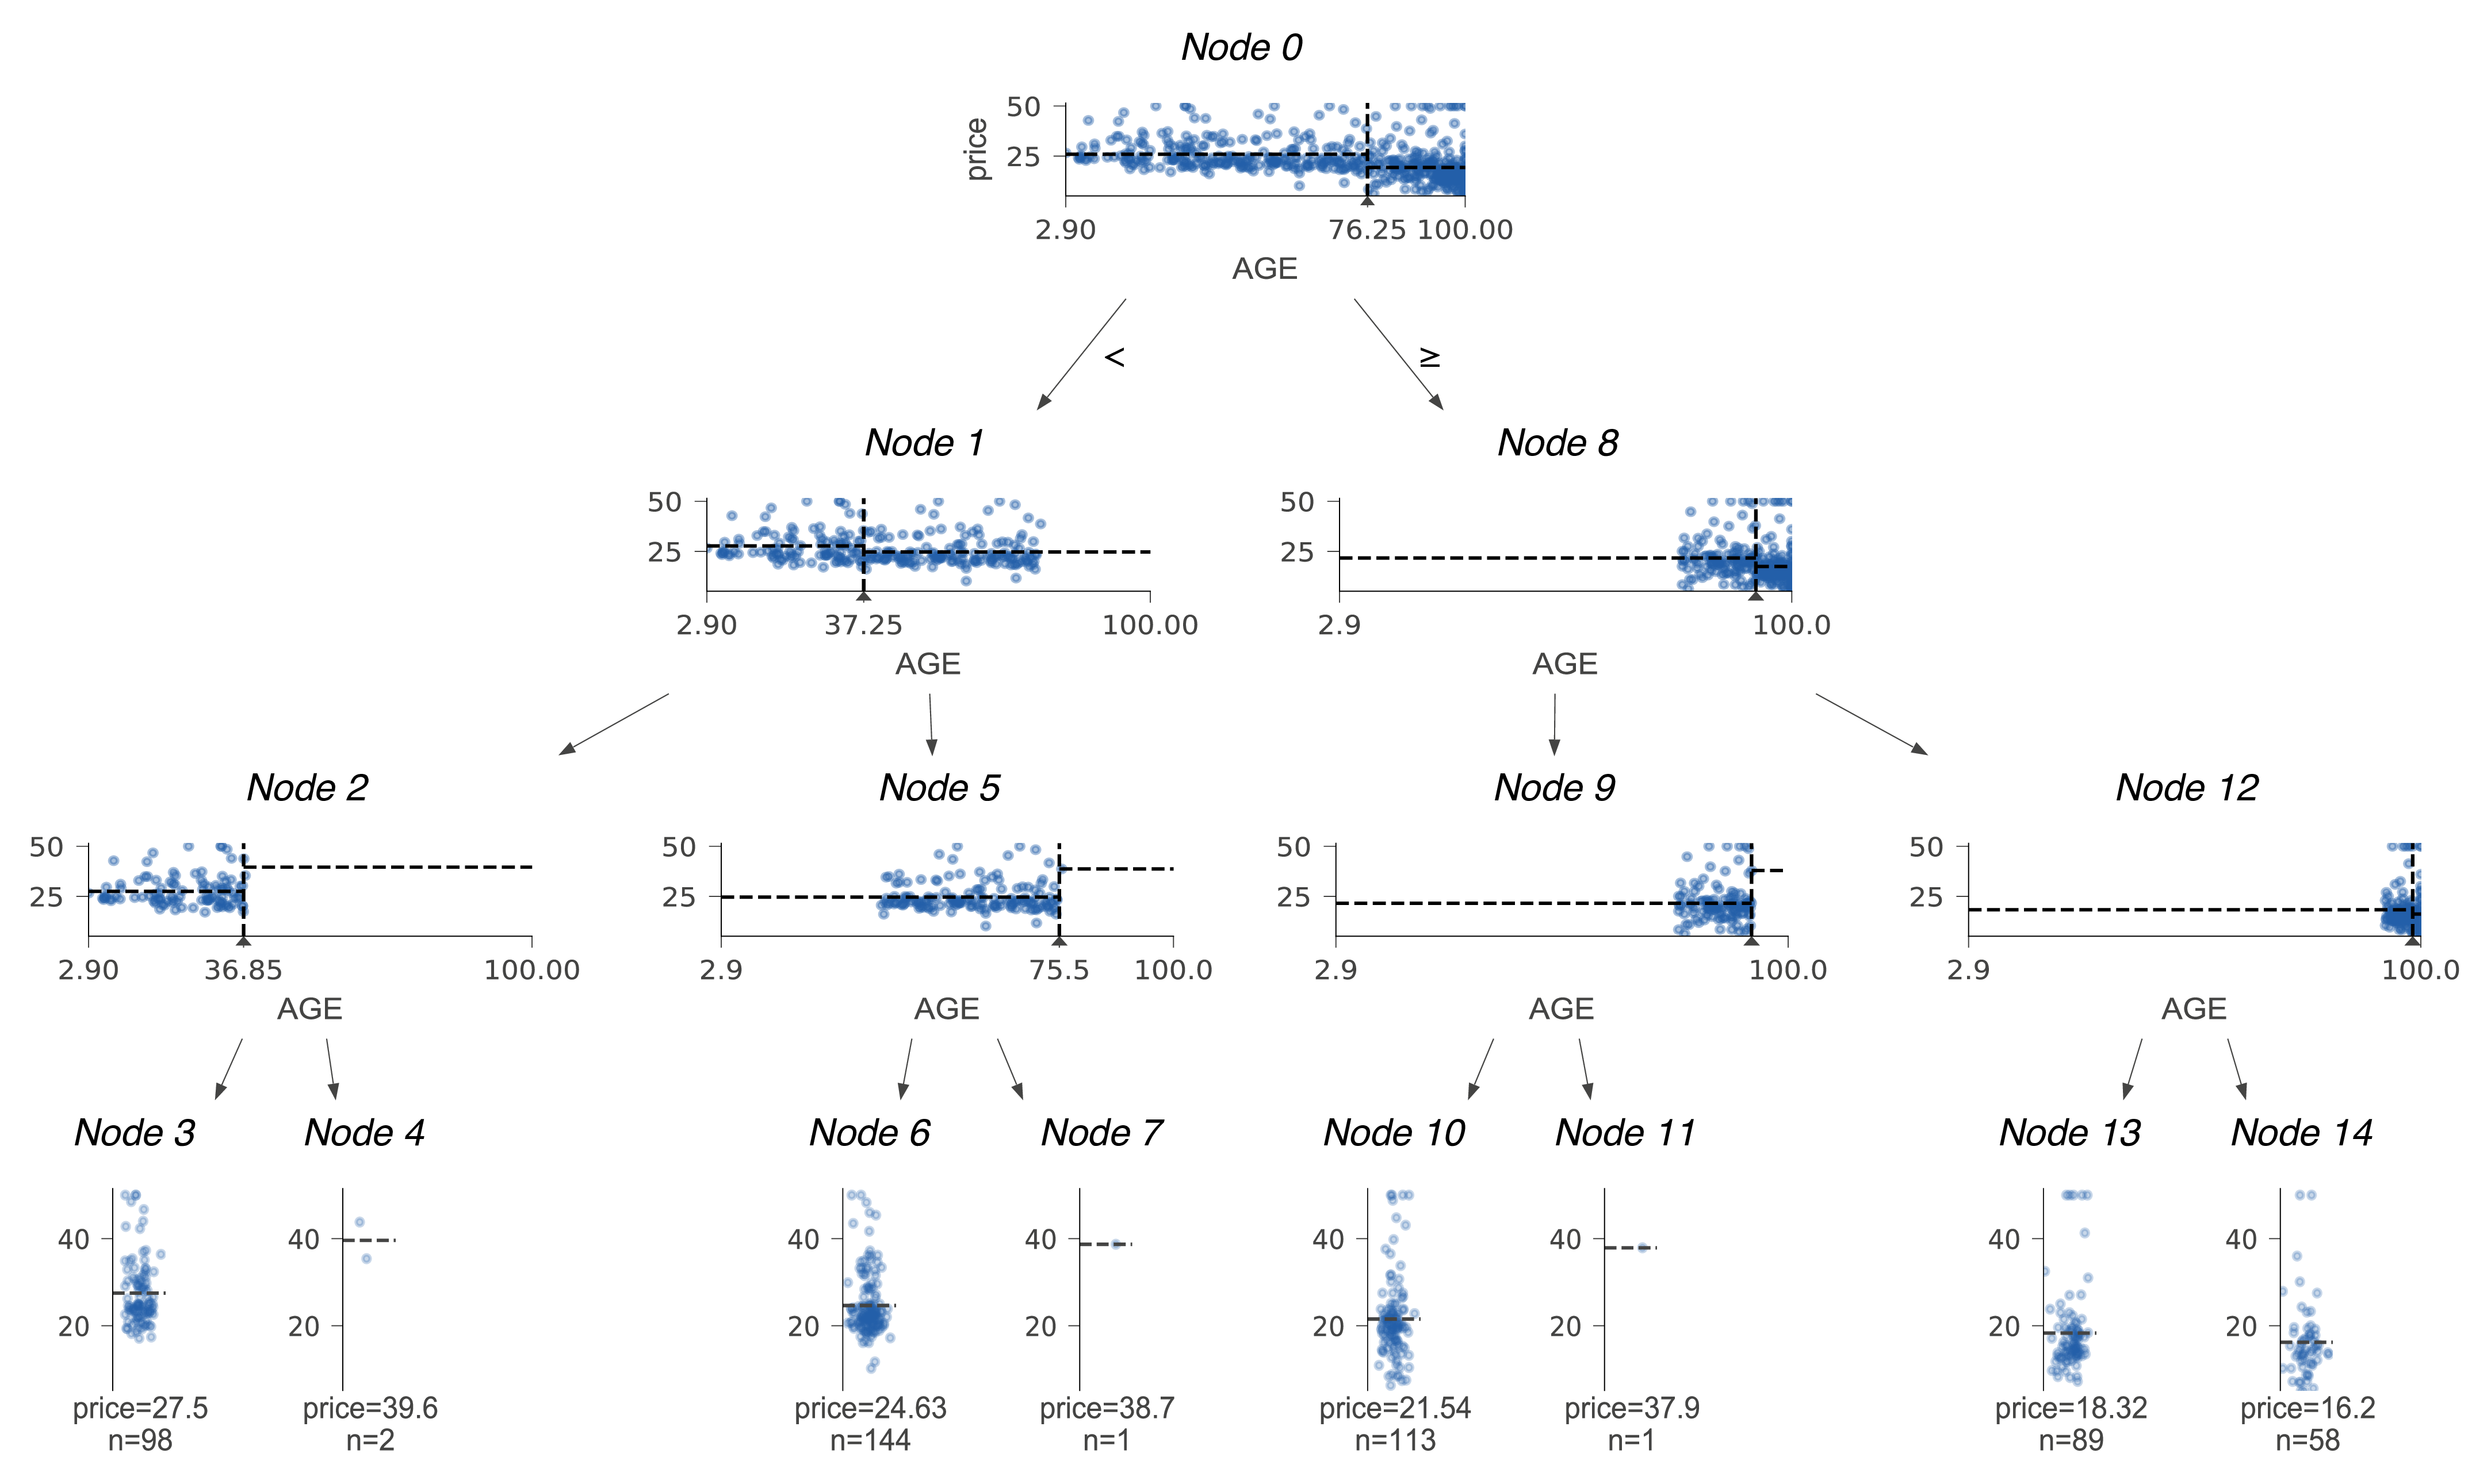 Node 0
price
50
25
2.90 76.25 100.00
AGE
< ≥
Node 1 Node 8
50
25
2.90 37.25 100.00
AGE
50
25
2.9 100.0
AGE
Node 2 Node 5 Node 9 Node 12
50
25
2.90 36.85 100.00
AGE
50
25
2.9 75.5 100.0
AGE
50
25
2.9 100.0
AGE
50
25
2.9 100.0
AGE
Node 3 Node 4 Node 6 Node 7 Node 10 Node 11 Node 13 Node 14
40
20
price=27.5
n=98
40
20
price=39.6
n=2
40
20
price=24.63
n=144
40
20
price=38.7
n=1
40
20
price=21.54
n=113
40
20
price=37.9
n=1
40
20
price=18.32
n=89
40
20
price=16.2
n=58